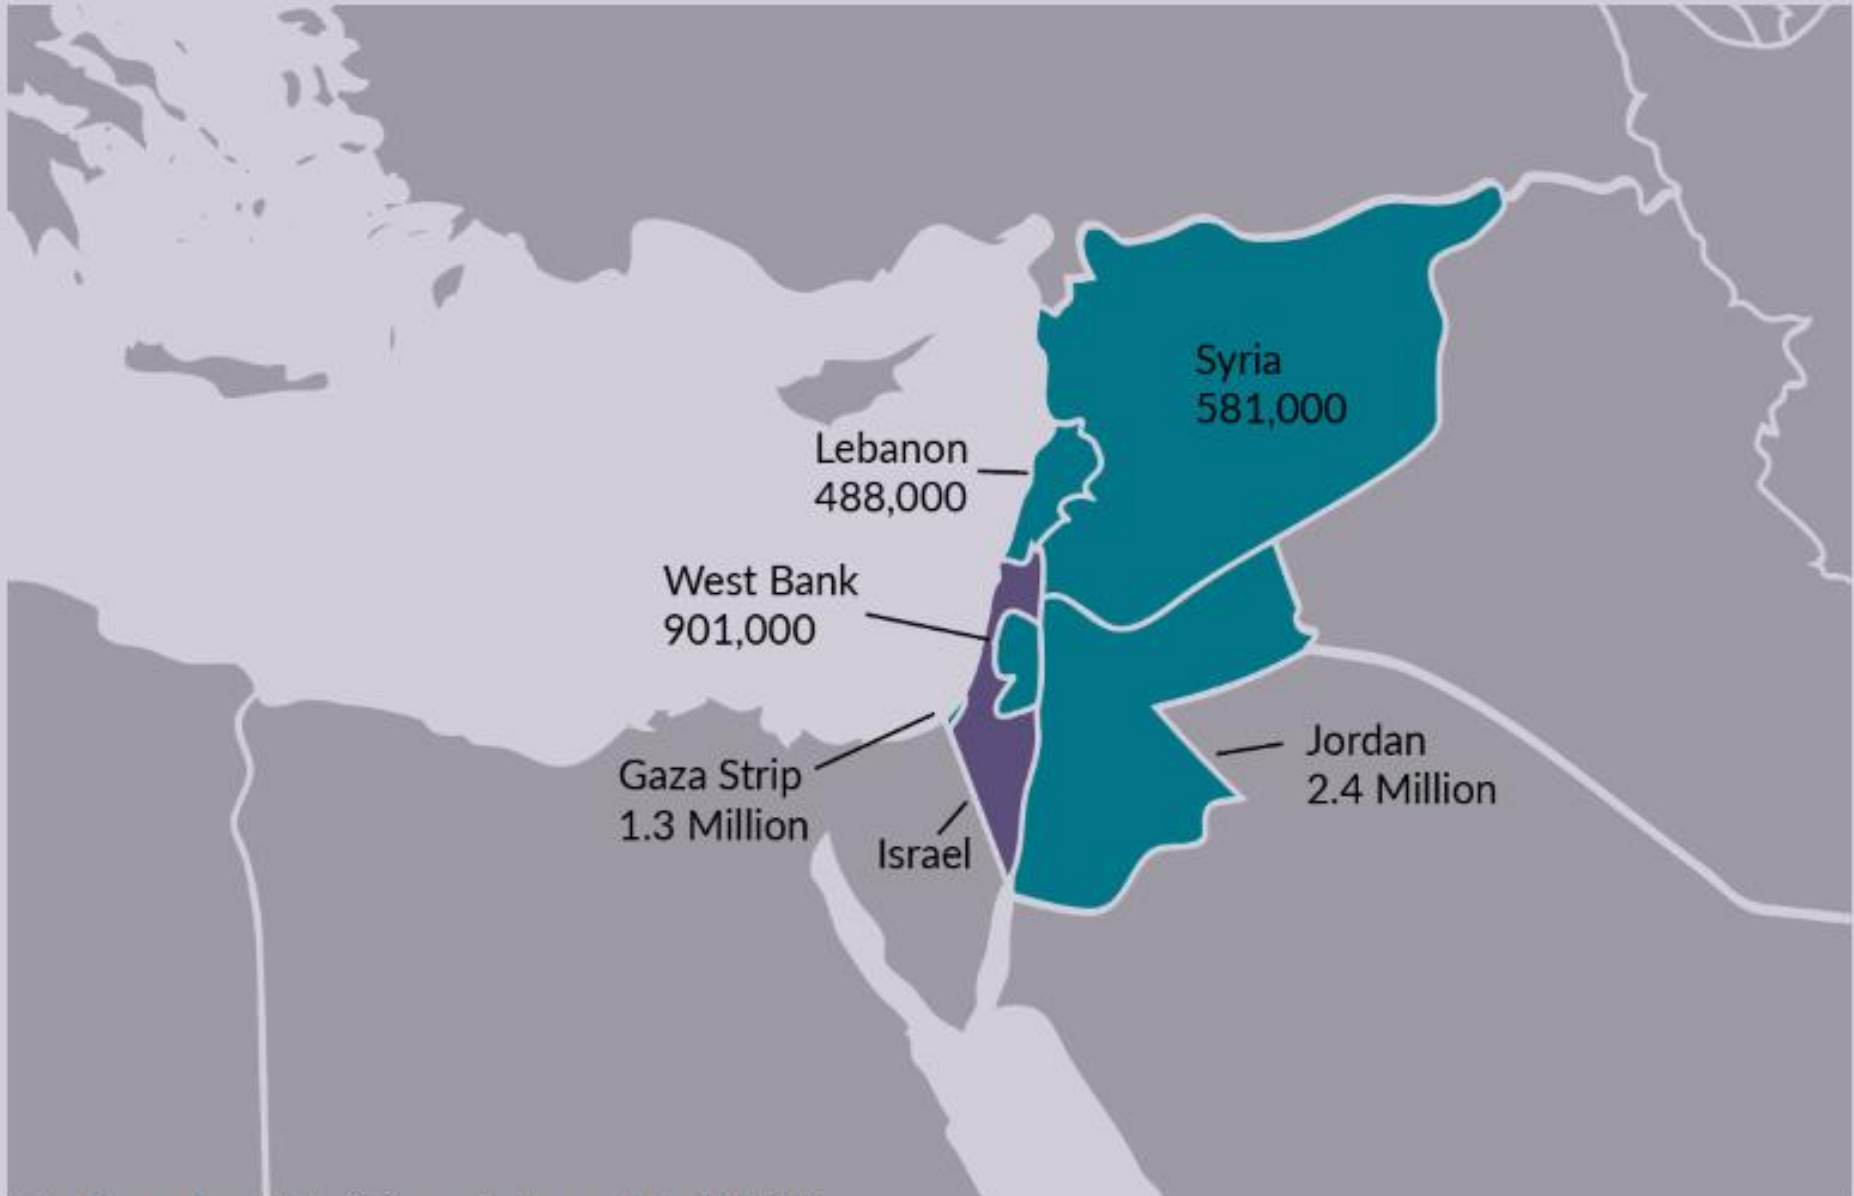 Syria
581,000
Lebanon
488,000
West Bank
901,000
Gaza Strip
1.3 Million
Israel
Jordan
2.4 Million